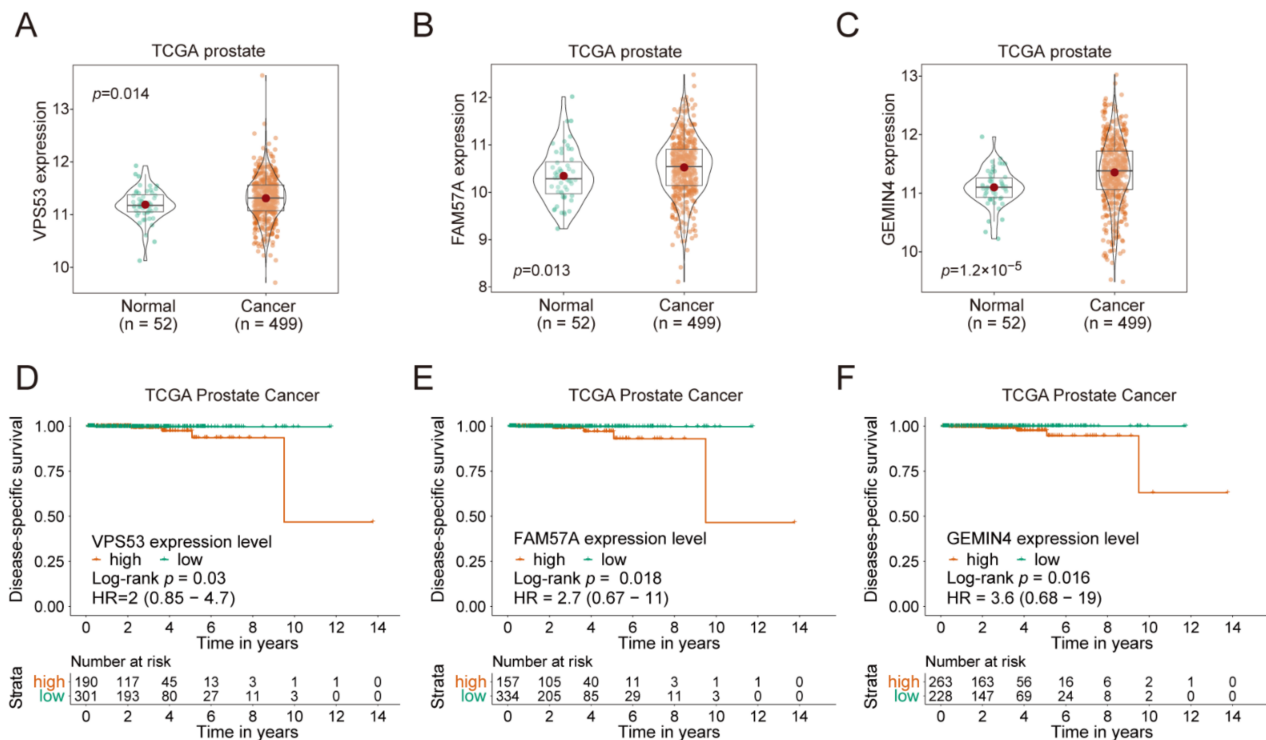 A
TCGA prostate
VPS53 expression
13
12
11
10
p=0.014
Normal
(n = 52)
Cancer
(n = 499)
B
TCGA prostate
FAM57A expression
12
11
10
9
8
p=0.013
Normal
(n = 52)
Cancer
(n = 499)
C
TCGA prostate
GEMIN4 expression
13
12
11
10
p=1.2×10⁻⁵
Normal
(n = 52)
Cancer
(n = 499)
D
TCGA Prostate Cancer
Disease-specific survival
1.00
0.75
0.50
0.25
0.00
VPS53 expression level
high low
Log-rank p = 0.03
HR=2 (0.85 − 4.7)
0 2 4 6 8 10 12 14
Time in years
Number at risk
Strata
high 190 117 45 13 3 1 1 0
low 301 193 80 27 11 3 0 0
0 2 4 6 8 10 12 14
Time in years
E
TCGA Prostate Cancer
Disease-specific survival
1.00
0.75
0.50
0.25
0.00
FAM57A expression level
high low
Log-rank p = 0.018
HR = 2.7 (0.67 − 11)
0 2 4 6 8 10 12 14
Time in years
Number at risk
Strata
high 157 105 40 11 3 1 1 0
low 334 205 85 29 11 3 0 0
0 2 4 6 8 10 12 14
Time in years
F
TCGA Prostate Cancer
Diseases-pecific survival
1.00
0.75
0.50
0.25
0.00
GEMIN4 expression level
high low
Log-rank p = 0.016
HR = 3.6 (0.68 − 19)
0 2 4 6 8 10 12 14
Time in years
Number at risk
Strata
high 263 163 56 16 6 2 1 0
low 228 147 69 24 8 2 0 0
0 2 4 6 8 10 12 14
Time in years